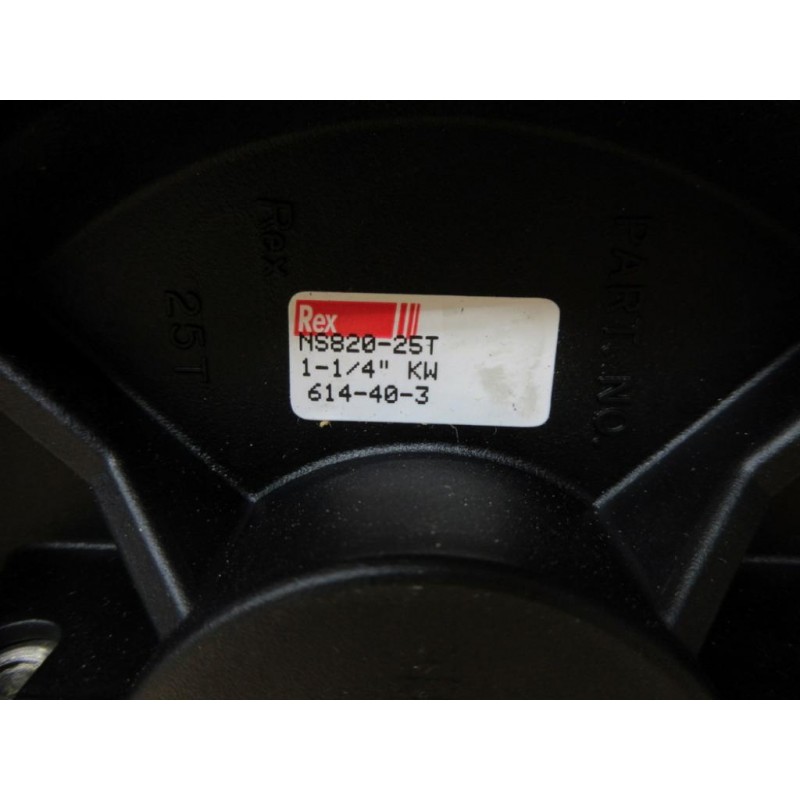 Rex
25T
PART. NO.
Rex
NS820-25T
1-1/4" KW
614-40-3